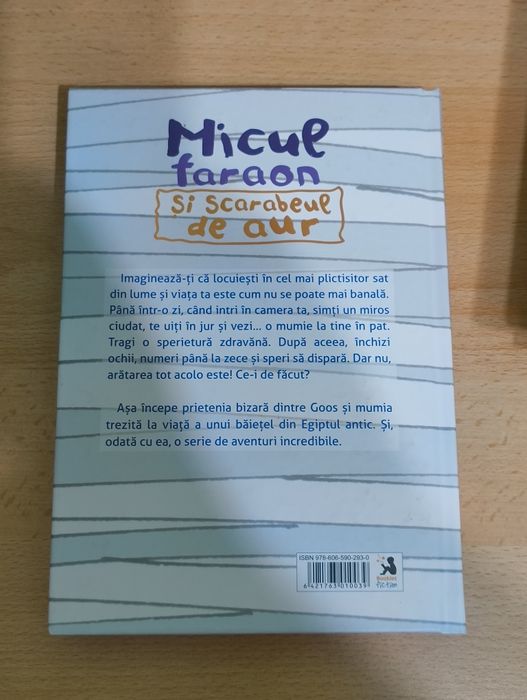 Micul
faraon
și scarabeul
de aur
Imaginează-ți că locuiești în cel mai plictisitor sat
din lume și viața ta este cum nu se poate mai banală.
Până într-o zi, când intri în camera ta, simți un miros
ciudat, te uiți în jur și vezi... o mumie la tine în pat.
Tragi o sperietură zdravănă. După aceea, închizi
ochii, numeri până la zece și speri să dispară. Dar nu,
arătarea tot acolo este! Ce-i de făcut?
Așa începe prietenia bizară dintre Goos și mumia
trezită la viață a unui băiețel din Egiptul antic. Și,
odată cu ea, o serie de aventuri incredibile.
ISBN 978-606-590-293-0
6 421763 010039
Booklet
fiction